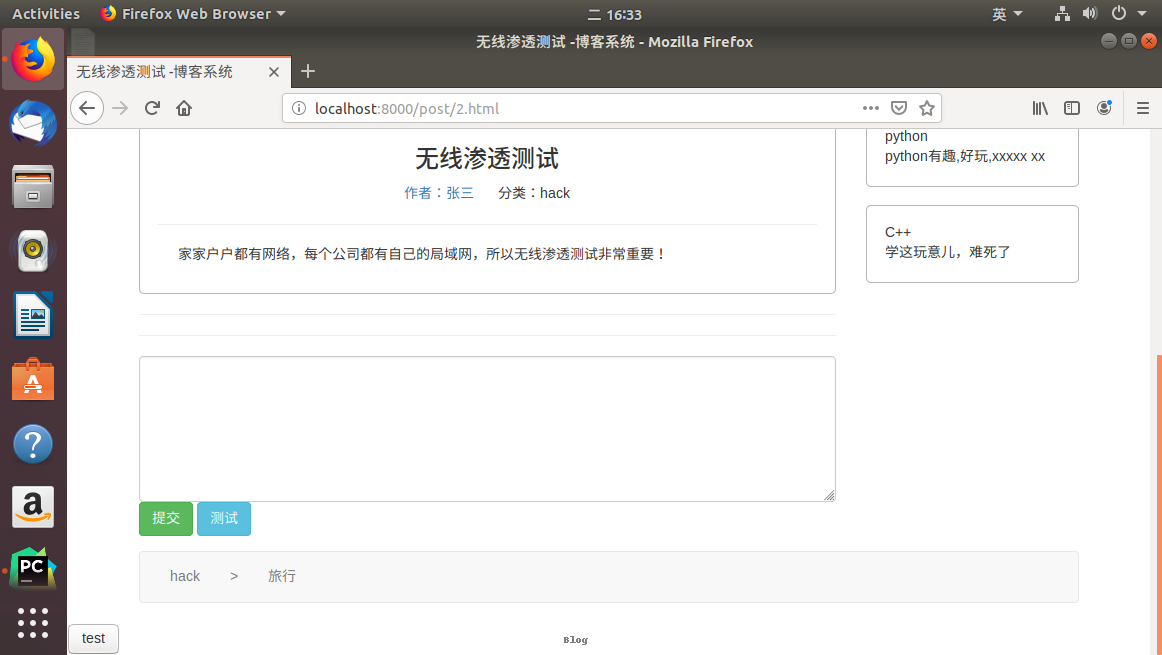 Activities Firefox Web Browser 二 16:33 英
无线渗透测试 -博客系统 - Mozilla Firefox
无线渗透测试 -博客系统
localhost:8000/post/2.html
无线渗透测试
作者：张三 分类：hack
家家户户都有网络，每个公司都有自己的局域网，所以无线渗透测试非常重要！
python
python有趣,好玩,xxxxx xx
C++
学这玩意儿，难死了
提交 测试
hack > 旅行
test
Blog
PC